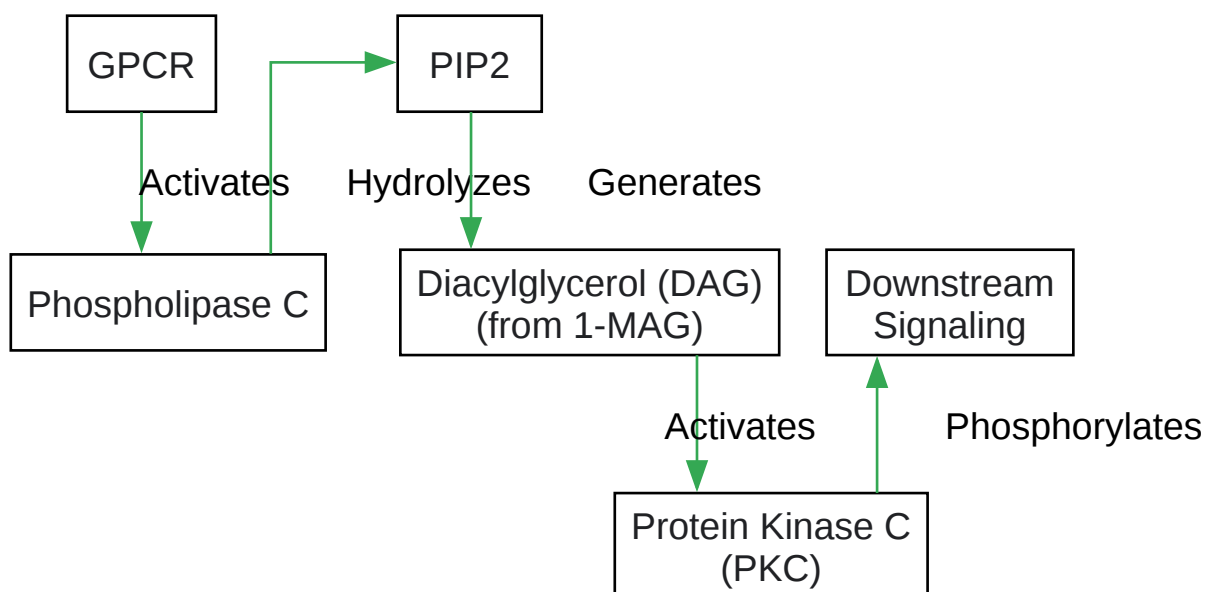 GPCR
PIP2
Activates
Hydrolyzes
Generates
Phospholipase C
Diacylglycerol (DAG)
(from 1-MAG)
Downstream
Signaling
Activates
Phosphorylates
Protein Kinase C
(PKC)